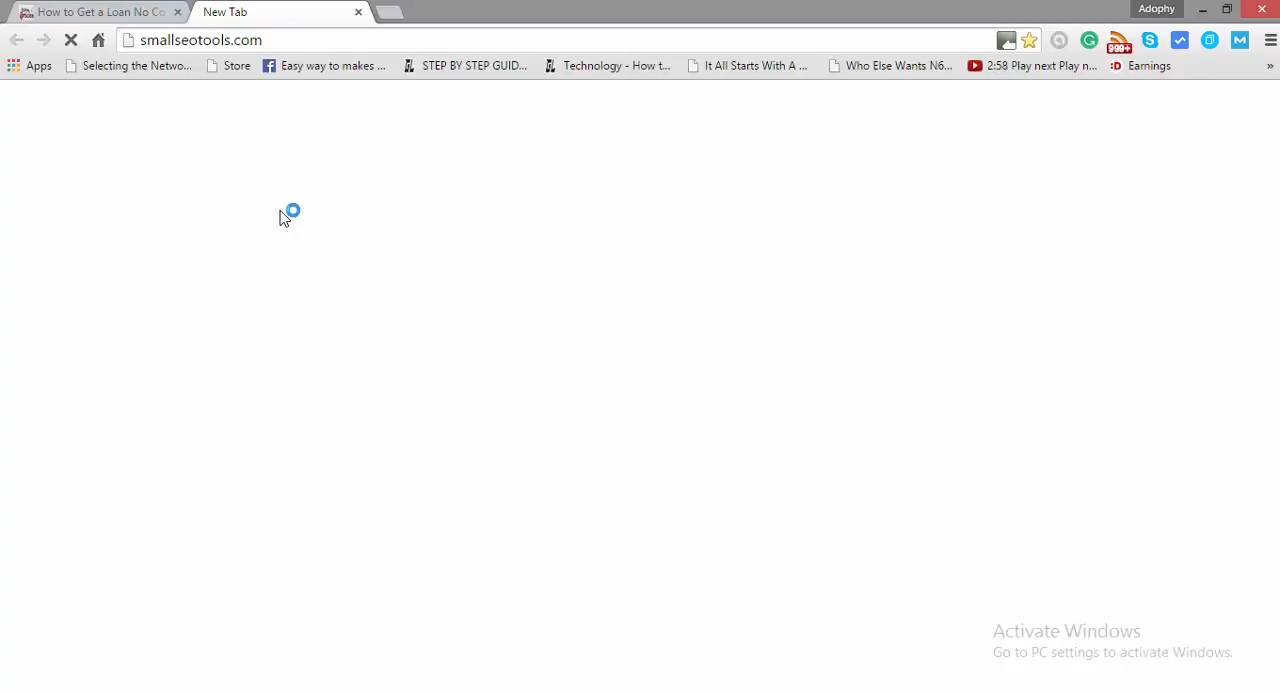 How to Get a Loan No Co
New Tab
Adophy
smallseotools.com
999+
Apps
Selecting the Netwo...
Store
Easy way to makes ...
STEP BY STEP GUID...
Technology - How t...
It All Starts With A ...
Who Else Wants N6...
2:58 Play next Play n...
Earnings
»
Activate Windows
Go to PC settings to activate Windows.